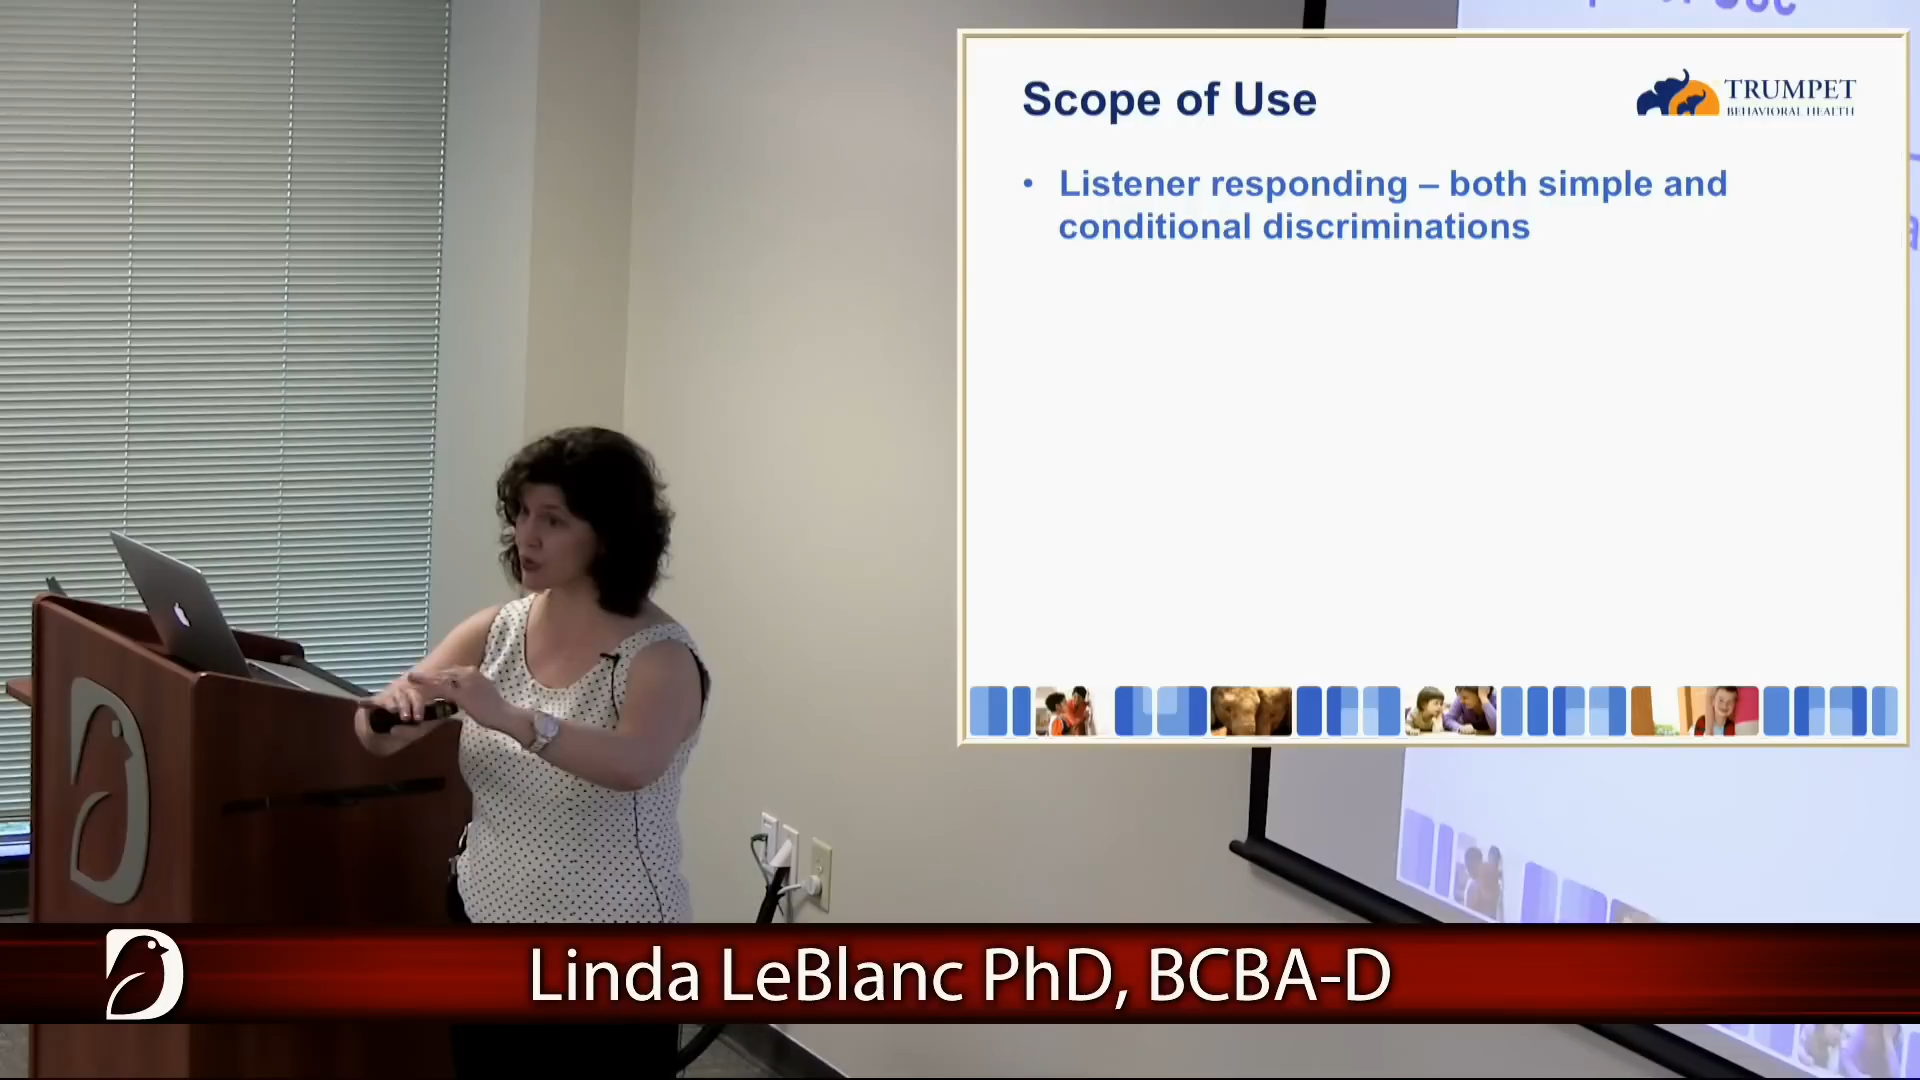 Scope of Use
TRUMPET
BEHAVIORAL HEALTH
• Listener responding – both simple and
conditional discriminations
Linda LeBlanc PhD, BCBA-D